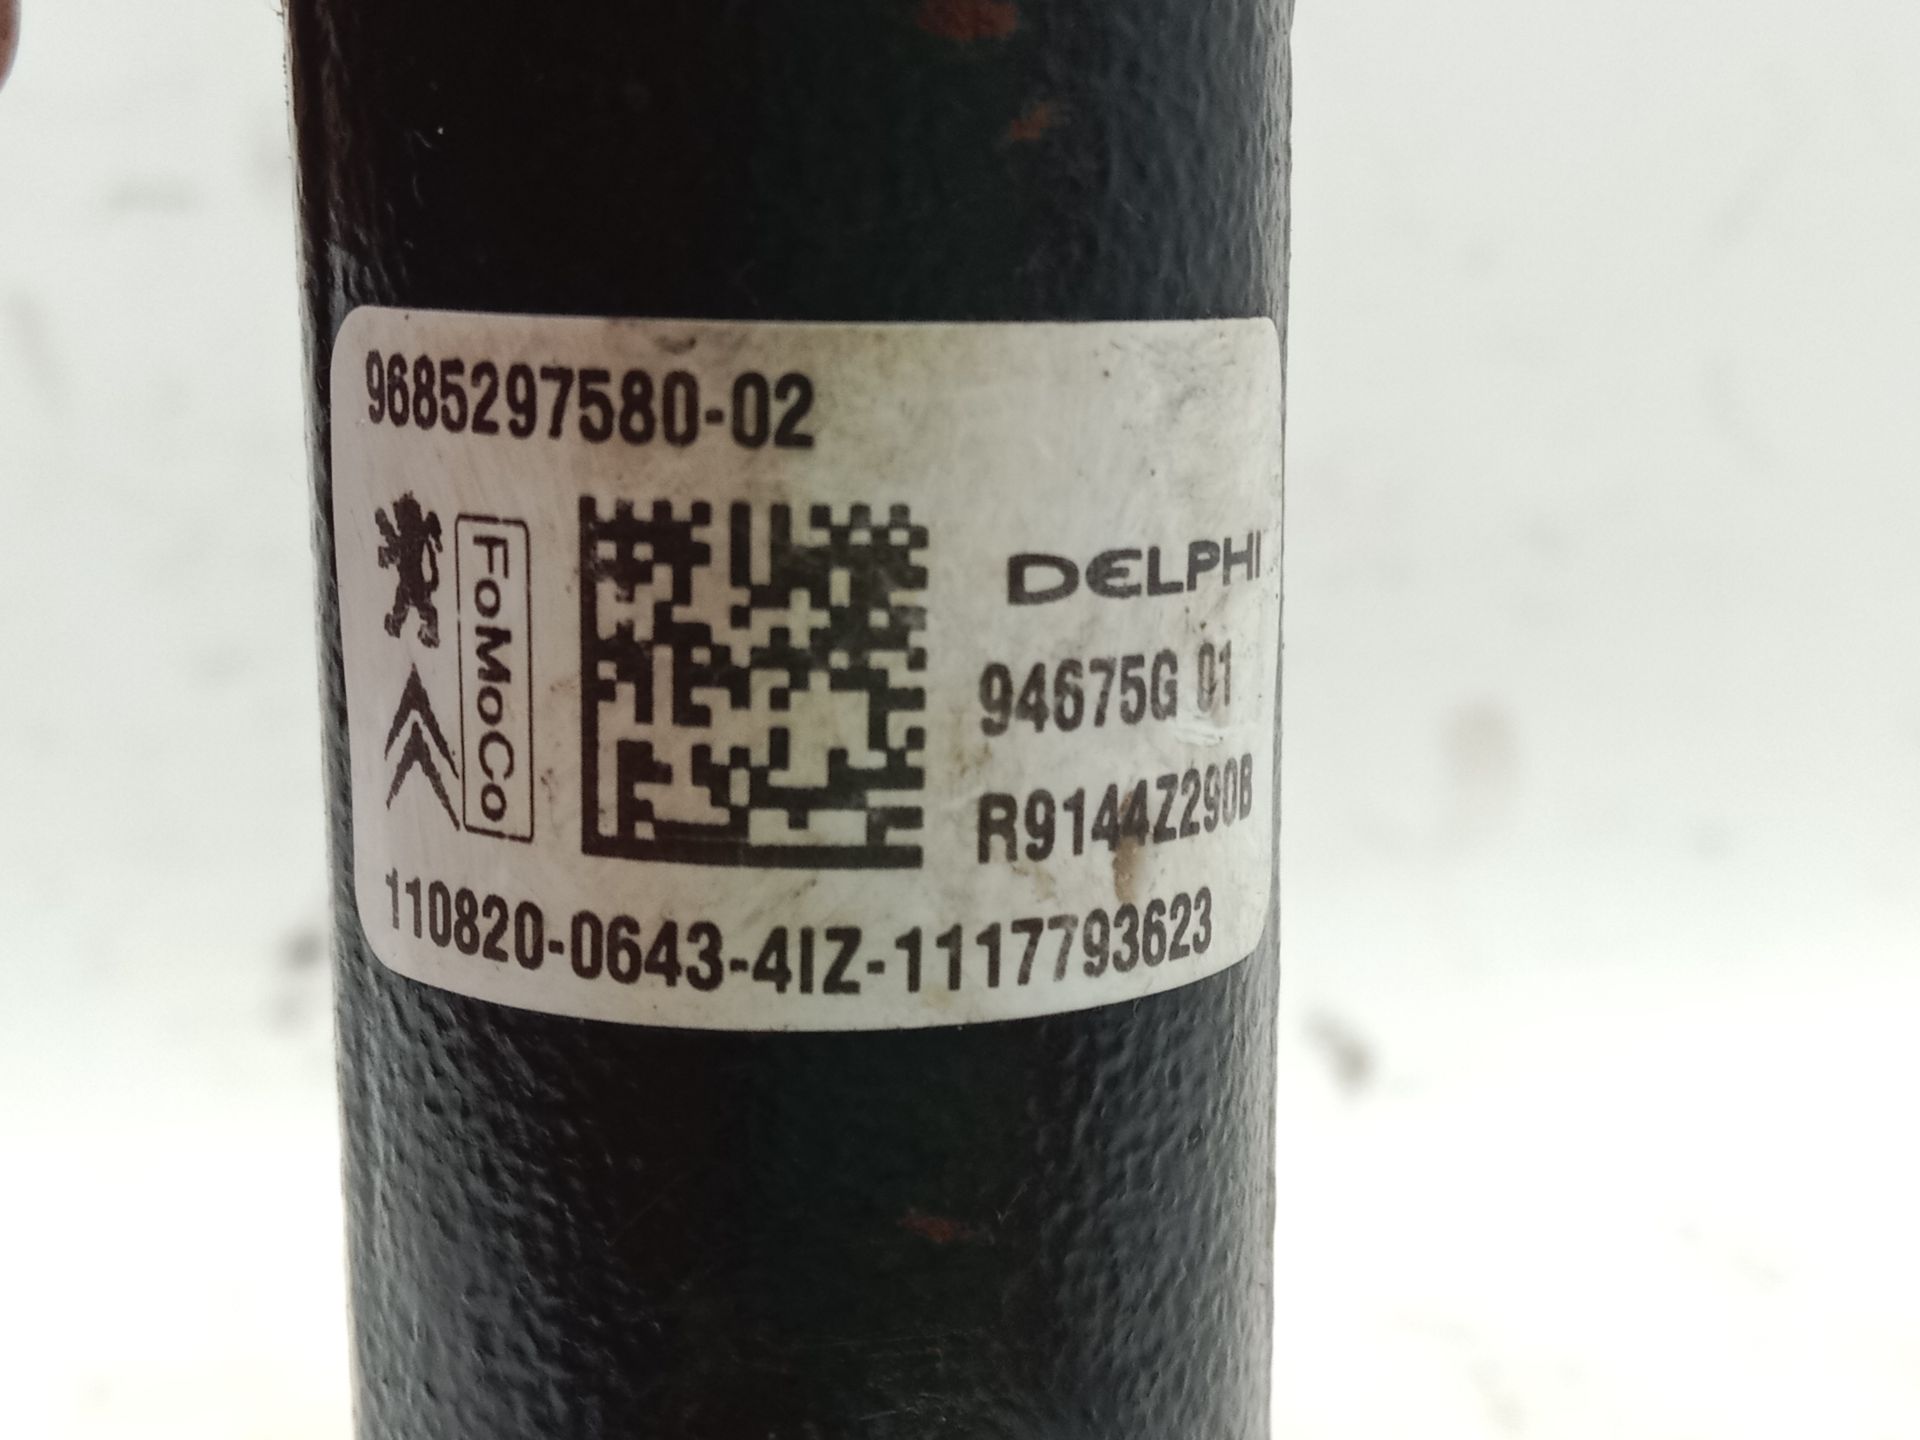 9685297580-02
FoMoCo
DELPHI
94675G 01
R9144Z290B
110820-0643-4IZ-1117793623